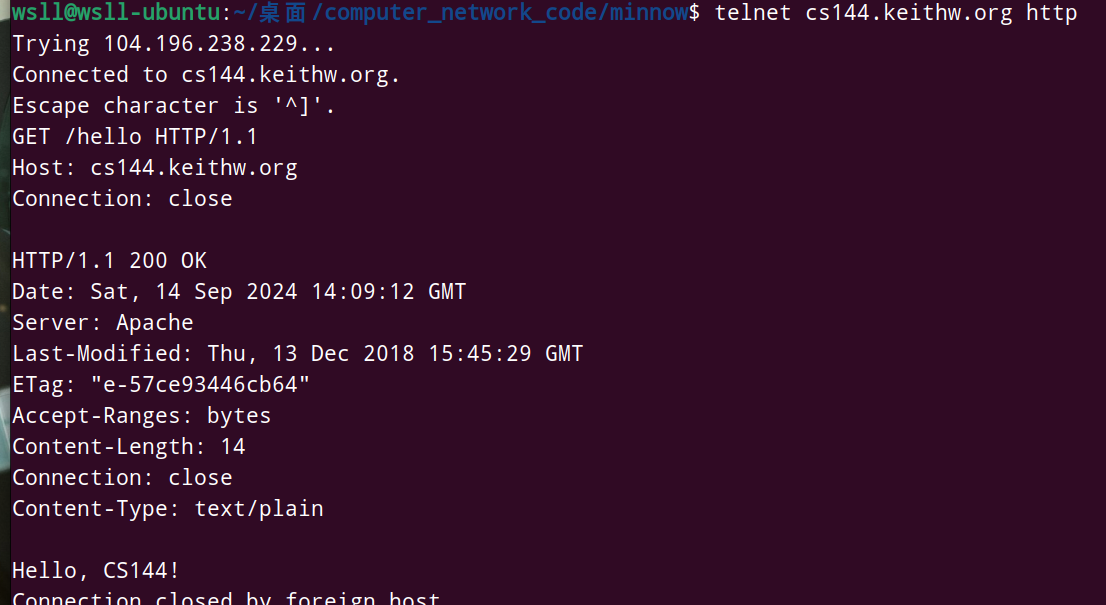 wsll@wsll-ubuntu:~/桌面/computer_network_code/minnow$ telnet cs144.keithw.org http
Trying 104.196.238.229...
Connected to cs144.keithw.org.
Escape character is '^]'.
GET /hello HTTP/1.1
Host: cs144.keithw.org
Connection: close

HTTP/1.1 200 OK
Date: Sat, 14 Sep 2024 14:09:12 GMT
Server: Apache
Last-Modified: Thu, 13 Dec 2018 15:45:29 GMT
ETag: "e-57ce93446cb64"
Accept-Ranges: bytes
Content-Length: 14
Connection: close
Content-Type: text/plain

Hello, CS144!
Connection closed by foreign host.